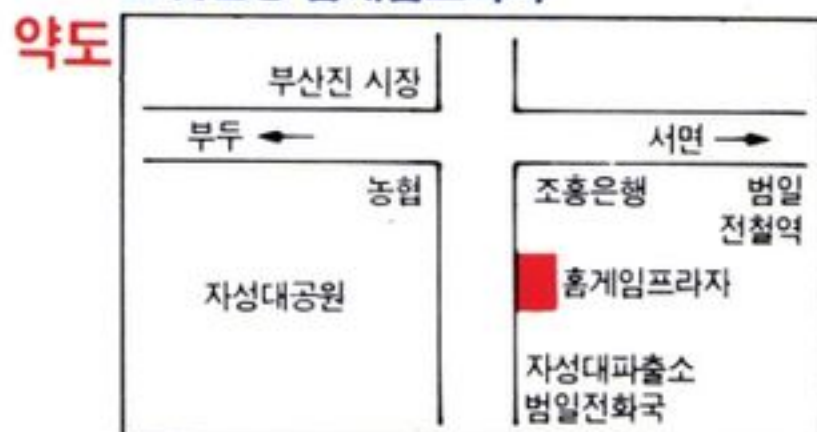 약도
부산진 시장
부두 ←
서면 →
농협
조흥은행
범일
전철역
자성대공원
홈게임프라자
자성대파출소
범일전화국